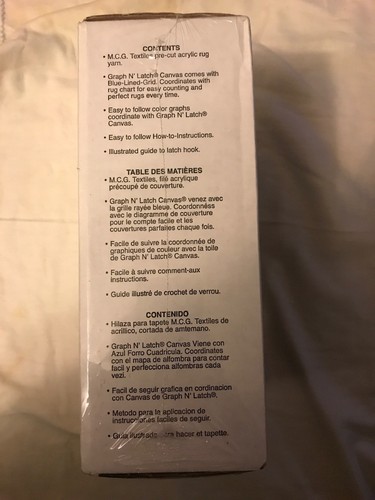 CONTENTS
• M.C.G. Textiles pre-cut acrylic rug
yarn.
• Graph N' Latch® Canvas comes with
Blue-Lined-Grid. Coordinates with
rug chart for easy counting and
perfect rugs every time.
• Easy to follow color graphs
coordinate with Graph N' Latch®
Canvas.
• Easy to follow How-to-Instructions.
• Illustrated guide to latch hook.
TABLE DES MATIÈRES
• M.C.G. Textiles, filé acrylique
précoupé de couverture.
• Graph N' Latch Canvas® venez avec
la grille rayée bleue. Coordonnéss
avec le diagramme de couverture
pour le compte facile et les
couvertures parfaites chaque fois.
• Facile de suivre la coordonnée de
graphiques de couleur avec la toile
de Graph N' Latch® Canvas.
• Facile à suivre comment-aux
instructions.
• Guide illustré de crochet de verrou.
CONTENIDO
• Hilaza para tapete M.C.G. Textiles de
acrillico, cortada de amtemano.
• Graph N' Latch® Canvas Viene con
Azul Forro Cuadricula. Coordinates
con el mapa de alfombra para contar
facil y perfecciona alfombras cada
vezi.
• Facil de seguir grafica en cordinacion
con Canvas de Graph N' Latch®.
• Metodo para la aplicacion de
instrucciones faciles de seguir.
• Guia ilustrada hacer el tapette.